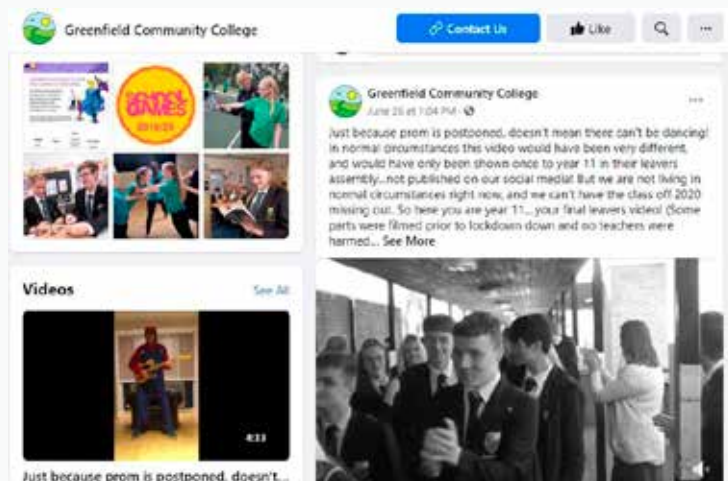 Greenfield Community College
Contact Us
Like
SCHOOL
GAMES
2019/20
Videos
See All
4:33
Just because prom is postponed, doesn't...
Greenfield Community College
June 26 at 1:04 PM
Just because prom is postponed, doesn't mean there can't be dancing!
In normal circumstances this video would have been very different,
and would have only been shown once to year 11 in their leavers
assembly...not published on our social media! But we are not living in
normal circumstances right now, and we can't have the class off 2020
missing out. So here you are year 11... your final leavers video! (Some
parts were filmed prior to lockdown down and no teachers were
harmed... See More